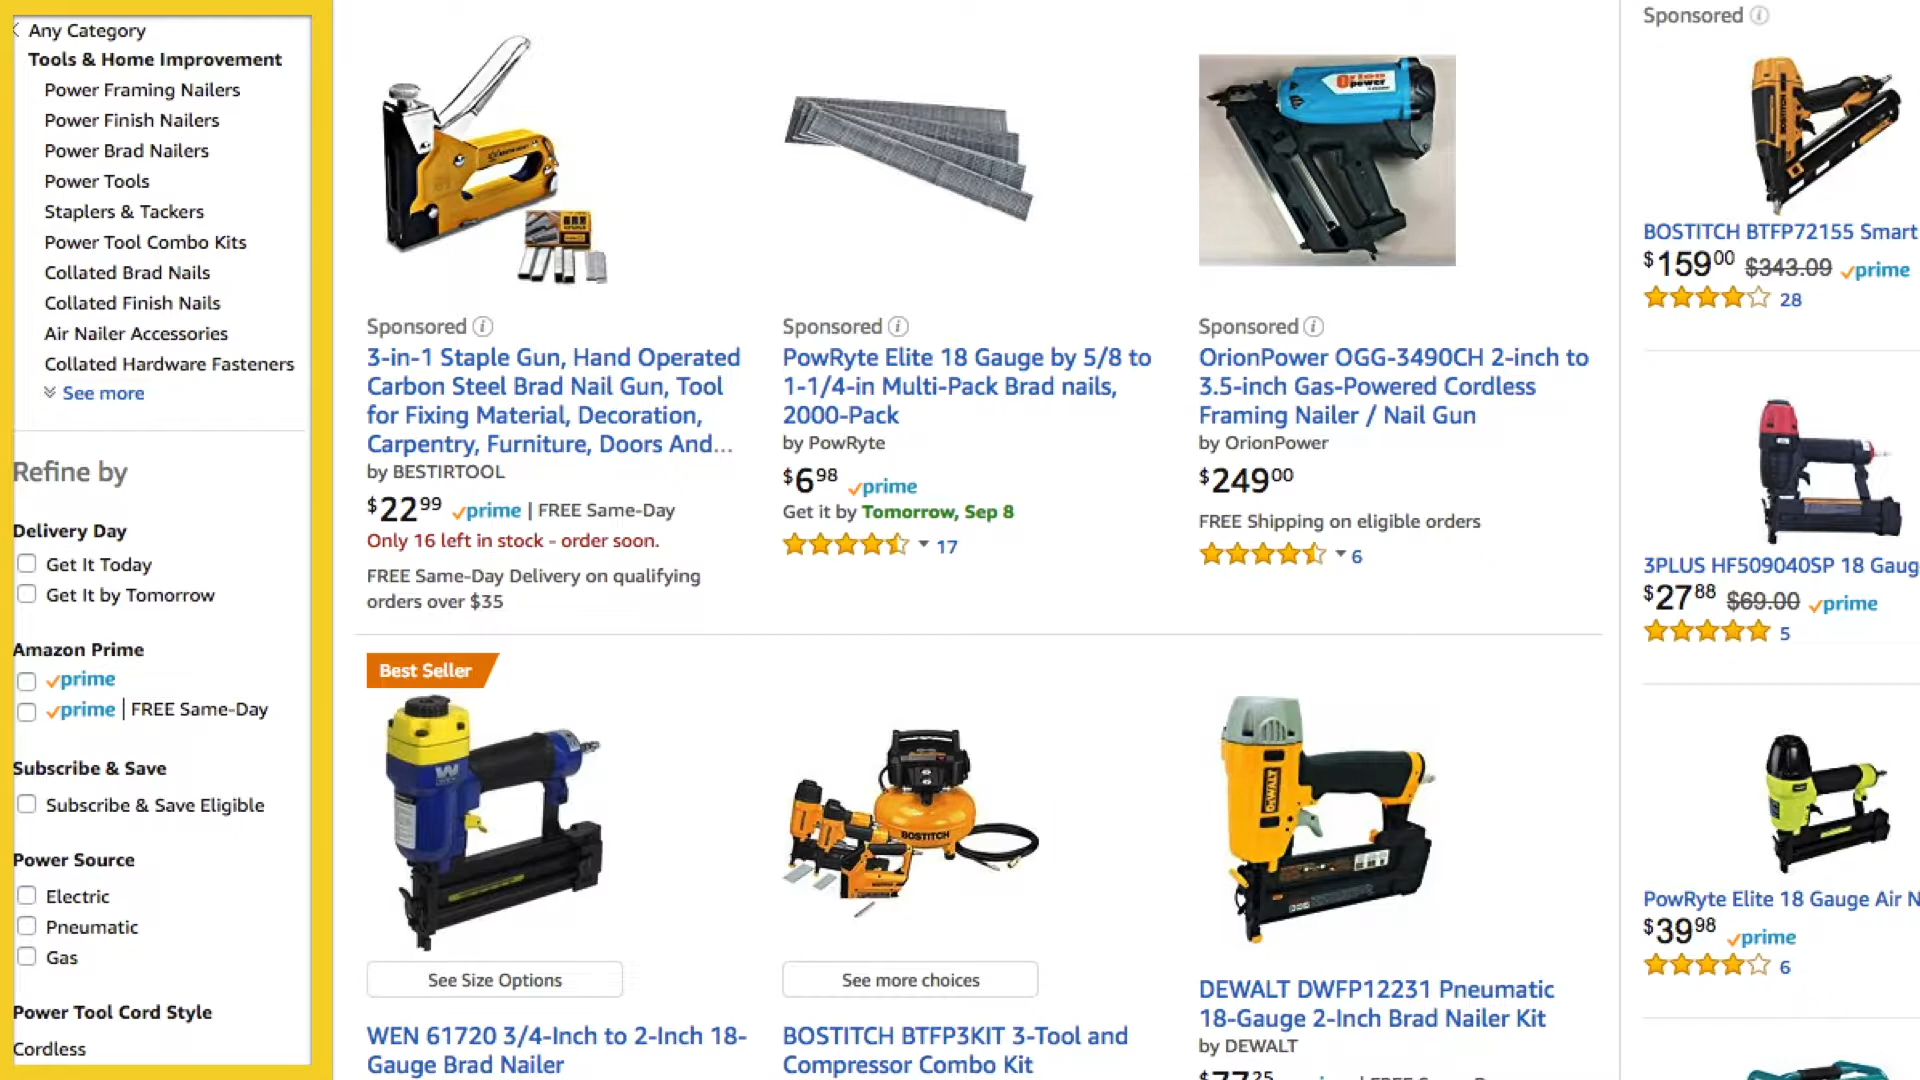 Any Category
Tools & Home Improvement
Power Framing Nailers
Power Finish Nailers
Power Brad Nailers
Power Tools
Staplers & Tackers
Power Tool Combo Kits
Collated Brad Nails
Collated Finish Nails
Air Nailer Accessories
Collated Hardware Fasteners
See more
Refine by
Delivery Day
Get It Today
Get It by Tomorrow
Amazon Prime
prime
prime | FREE Same-Day
Subscribe & Save
Subscribe & Save Eligible
Power Source
Electric
Pneumatic
Gas
Power Tool Cord Style
Cordless
Sponsored
3-in-1 Staple Gun, Hand Operated
Carbon Steel Brad Nail Gun, Tool
for Fixing Material, Decoration,
Carpentry, Furniture, Doors And...
by BESTIRTOOL
$22 99 prime | FREE Same-Day
Only 16 left in stock - order soon.
FREE Same-Day Delivery on qualifying
orders over $35
Sponsored
PowRyte Elite 18 Gauge by 5/8 to
1-1/4-in Multi-Pack Brad nails,
2000-Pack
by PowRyte
$6 98 prime
Get it by Tomorrow, Sep 8
17
Orion
power
Sponsored
OrionPower OGG-3490CH 2-inch to
3.5-inch Gas-Powered Cordless
Framing Nailer / Nail Gun
by OrionPower
$249 00
FREE Shipping on eligible orders
6
Best Seller
W
See Size Options
WEN 61720 3/4-Inch to 2-Inch 18-
Gauge Brad Nailer
BOSTITCH
See more choices
BOSTITCH BTFP3KIT 3-Tool and
Compressor Combo Kit
DEWALT
DEWALT DWFP12231 Pneumatic
18-Gauge 2-Inch Brad Nailer Kit
by DEWALT
$77 25
Sponsored
BOSTITCH
BOSTITCH BTFP72155 Smart
$159 00 $343.09 prime
28
3PLUS HF509040SP 18 Gaug
$27 88 $69.00 prime
5
PowRyte Elite 18 Gauge Air N
$39 98 prime
6